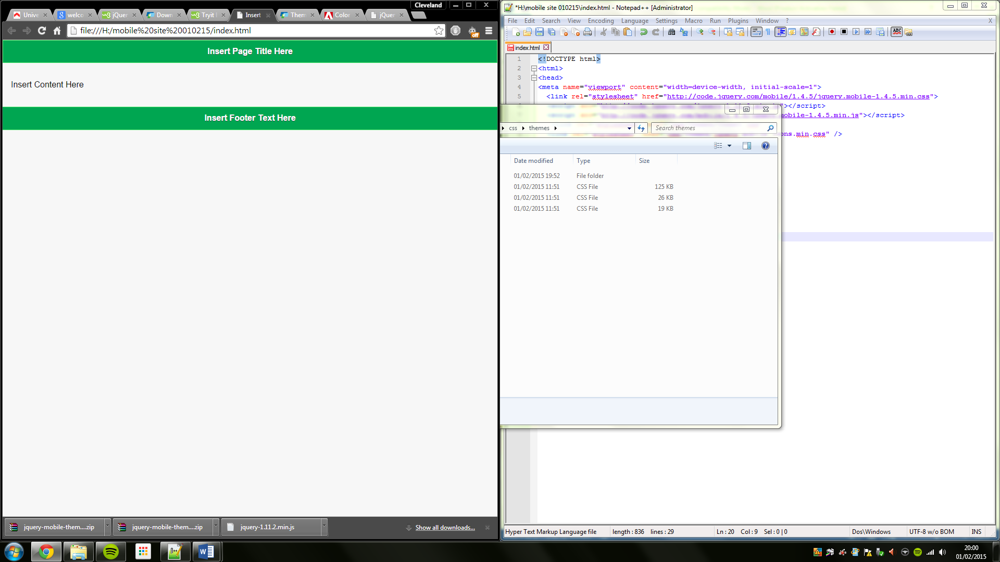 Cleveland
Unive
welco
jQuer
Down
Tryit
Insert
Them
Color
jQuer
file:///H:/mobile%20site%20010215/index.html
off
Insert Page Title Here
Insert Content Here
Insert Footer Text Here
jquery-mobile-them....zip
jquery-mobile-them....zip
jquery-1.11.2.min.js
Show all downloads...
*H:\mobile site 010215\index.html - Notepad++ [Administrator]
File Edit Search View Encoding Language Settings Macro Run Plugins Window ?
X
ABC
index.html
1 <!DOCTYPE html>
2 <html>
3 <head>
4 <meta name="viewport" content="width=device-width, initial-scale=1">
5 <link rel="stylesheet" href="http://code.jquery.com/mobile/1.4.5/jquery.mobile-1.4.5.min.css">
"></script>
mobile-1.4.5.min.js"></script>
ons.min.css" />
css themes
Search themes
Date modified Type Size
01/02/2015 19:52 File folder
01/02/2015 11:51 CSS File 125 KB
01/02/2015 11:51 CSS File 26 KB
01/02/2015 11:51 CSS File 19 KB
Hyper Text Markup Language file length : 836 lines : 29 Ln : 20 Col : 9 Sel : 0 | 0 Dos\Windows UTF-8 w/o BOM INS
20:00
01/02/2015